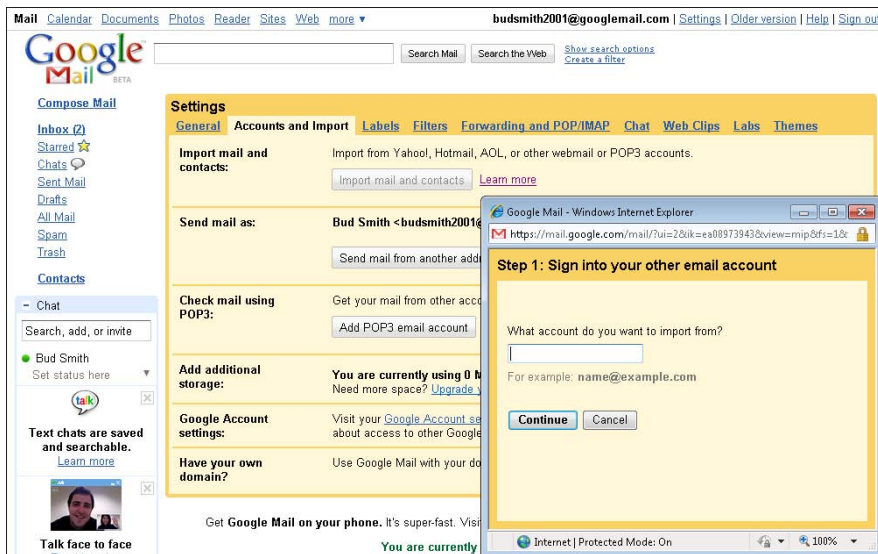 Mail Calendar Documents Photos Reader Sites Web more ▼ budsmith2001@googlemail.com | Settings | Older version | Help | Sign ou
Google
Mail BETA
Search Mail Search the Web Show search options
Create a filter
Compose Mail
Inbox (2)
Starred
Chats
Sent Mail
Drafts
All Mail
Spam
Trash
Contacts
− Chat
Search, add, or invite
Bud Smith
Set status here ▼
talk
Text chats are saved
and searchable.
Learn more
Talk face to face
Settings
General Accounts and Import Labels Filters Forwarding and POP/IMAP Chat Web Clips Labs Themes
Import mail and
contacts:
Import from Yahoo!, Hotmail, AOL, or other webmail or POP3 accounts.
Import mail and contacts Learn more
Send mail as:
Bud Smith <budsmith2001@
Send mail from another addr
Check mail using
POP3:
Get your mail from other acco
Add POP3 email account
Add additional
storage:
You are currently using 0 M
Need more space? Upgrade y
Google Account
settings:
Visit your Google Account se
about access to other Google
Have your own
domain?
Use Google Mail with your do
Get Google Mail on your phone. It's super-fast. Visi
You are currently
Google Mail - Windows Internet Explorer
https://mail.google.com/mail/?ui=2&ik=ea08973943&view=mip&fs=1&
Step 1: Sign into your other email account
What account do you want to import from?
For example: name@example.com
Continue Cancel
Internet | Protected Mode: On 100%